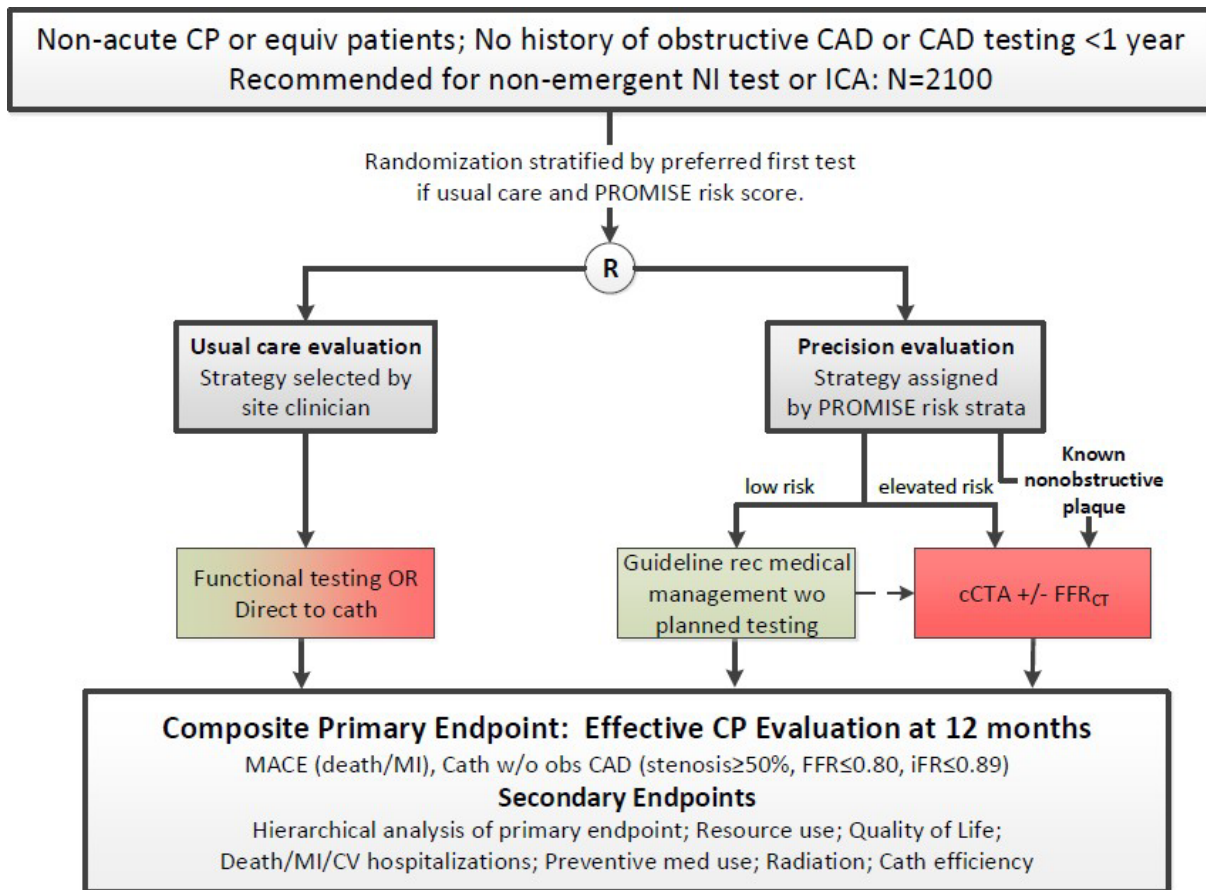 Non-acute CP or equiv patients; No history of obstructive CAD or CAD testing <1 year
Recommended for non-emergent NI test or ICA: N=2100
Randomization stratified by preferred first test
if usual care and PROMISE risk score.
R
Usual care evaluation
Strategy selected by
site clinician
Precision evaluation
Strategy assigned
by PROMISE risk strata
low risk
elevated risk
Known
nonobstructive
plaque
Functional testing OR
Direct to cath
Guideline rec medical
management wo
planned testing
cCTA +/- FFRCT
Composite Primary Endpoint: Effective CP Evaluation at 12 months
MACE (death/MI), Cath w/o obs CAD (stenosis≥50%, FFR≤0.80, iFR≤0.89)
Secondary Endpoints
Hierarchical analysis of primary endpoint; Resource use; Quality of Life;
Death/MI/CV hospitalizations; Preventive med use; Radiation; Cath efficiency